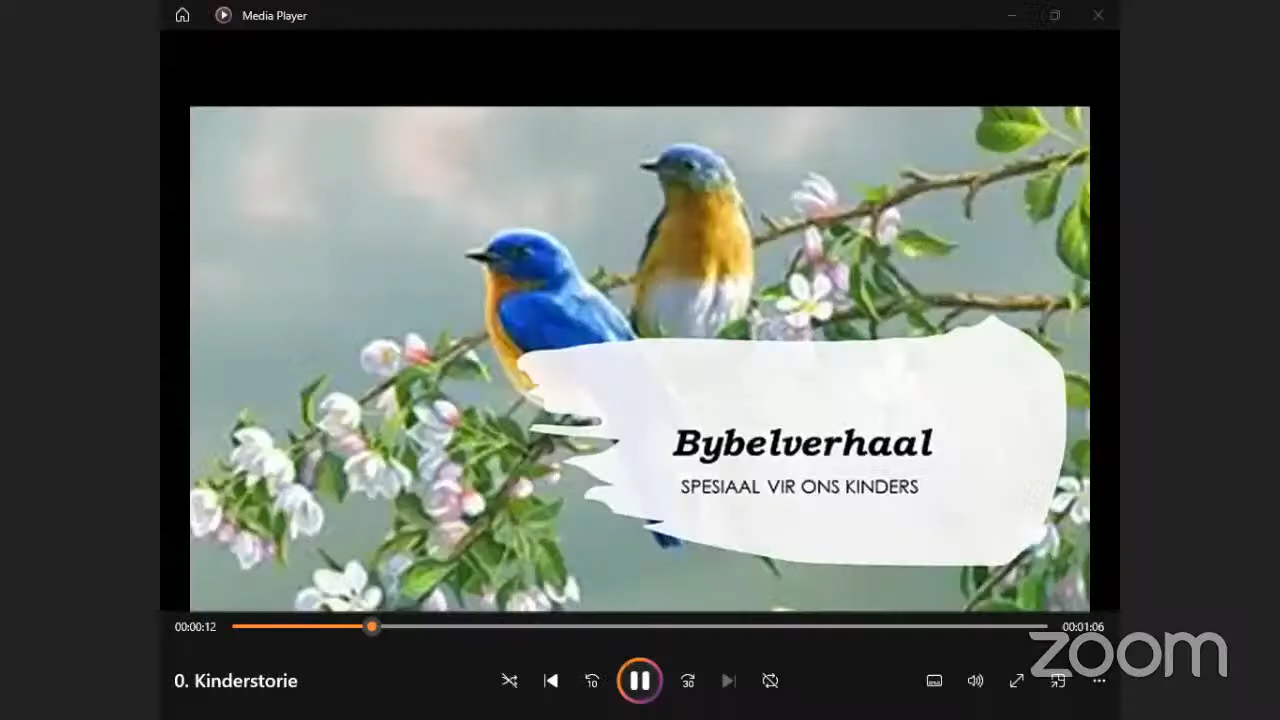 Media Player
Bybelverhaal
SPESIAAL VIR ONS KINDERS
00:00:12
00:01:06
zoom
0. Kinderstorie
10
30